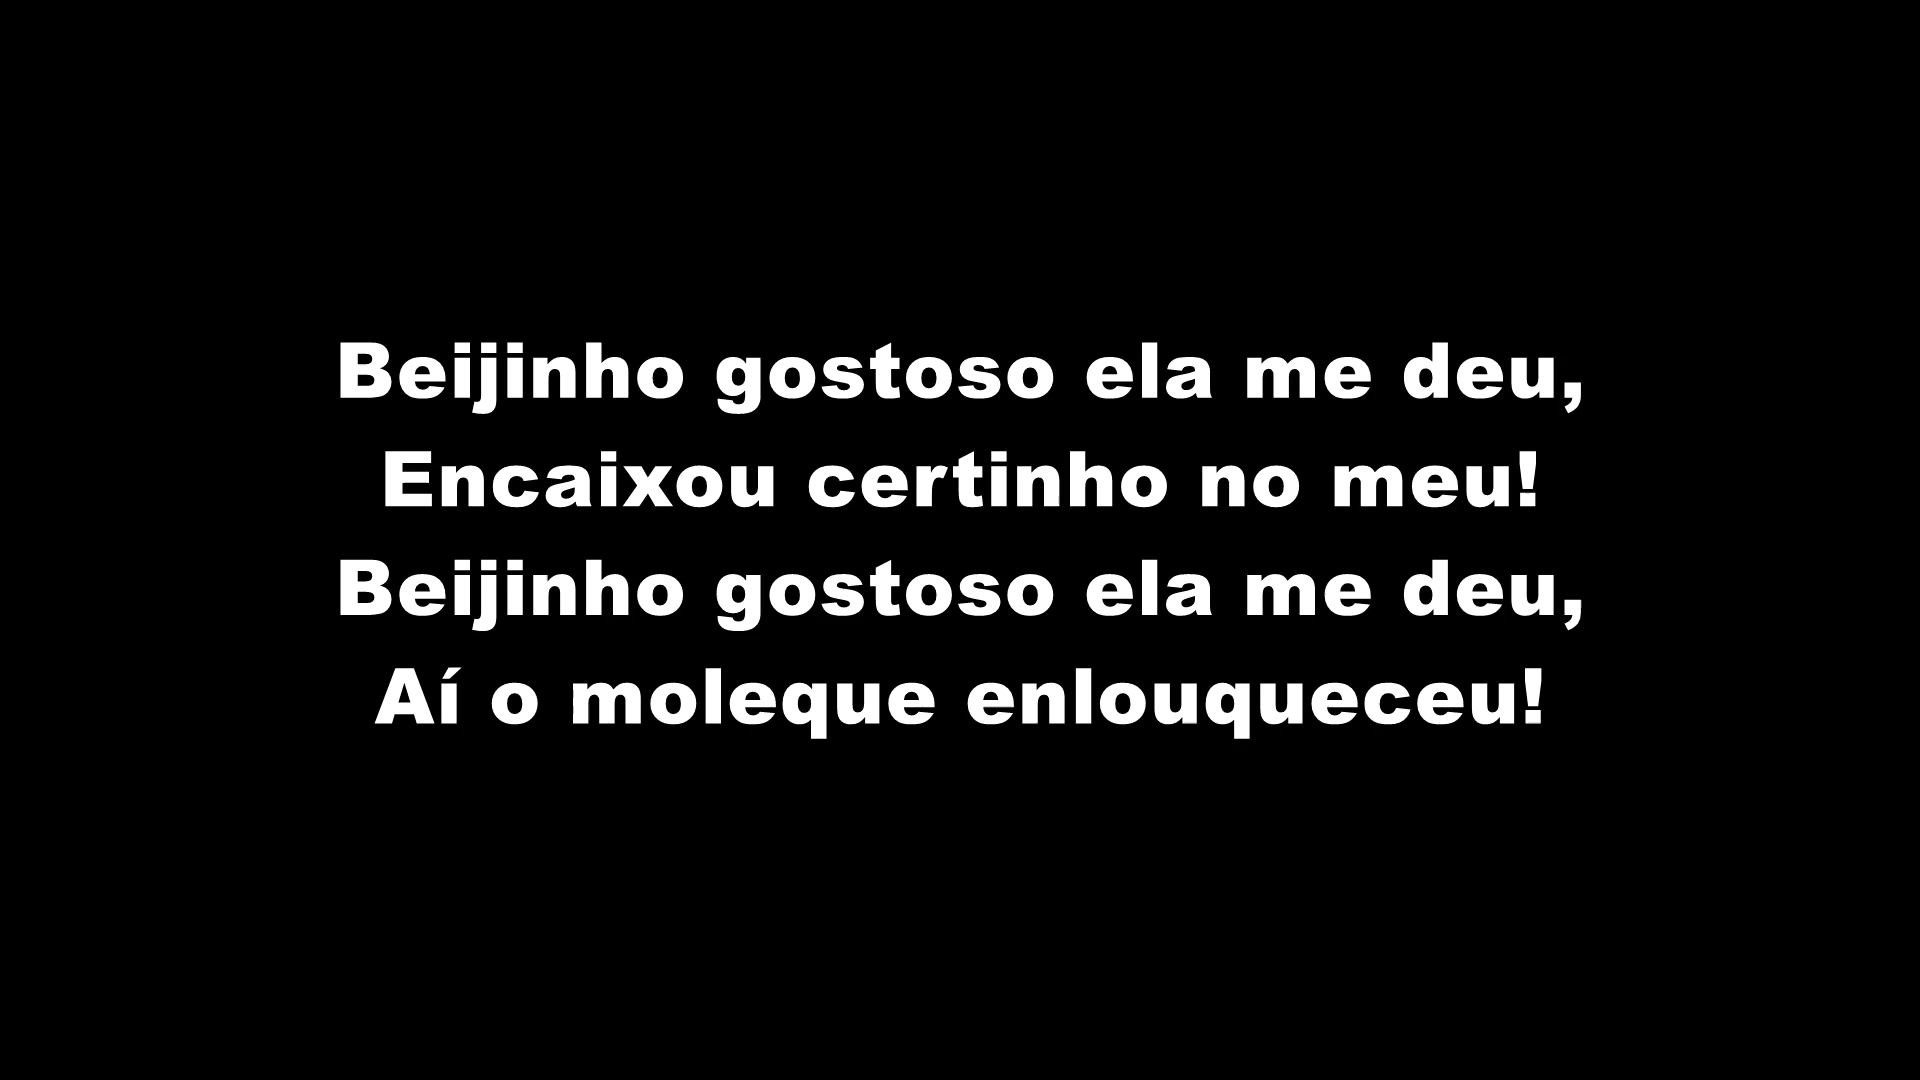 Beijinho gostoso ela me deu,
Encaixou certinho no meu!
Beijinho gostoso ela me deu,
Aí o moleque enlouqueceu!